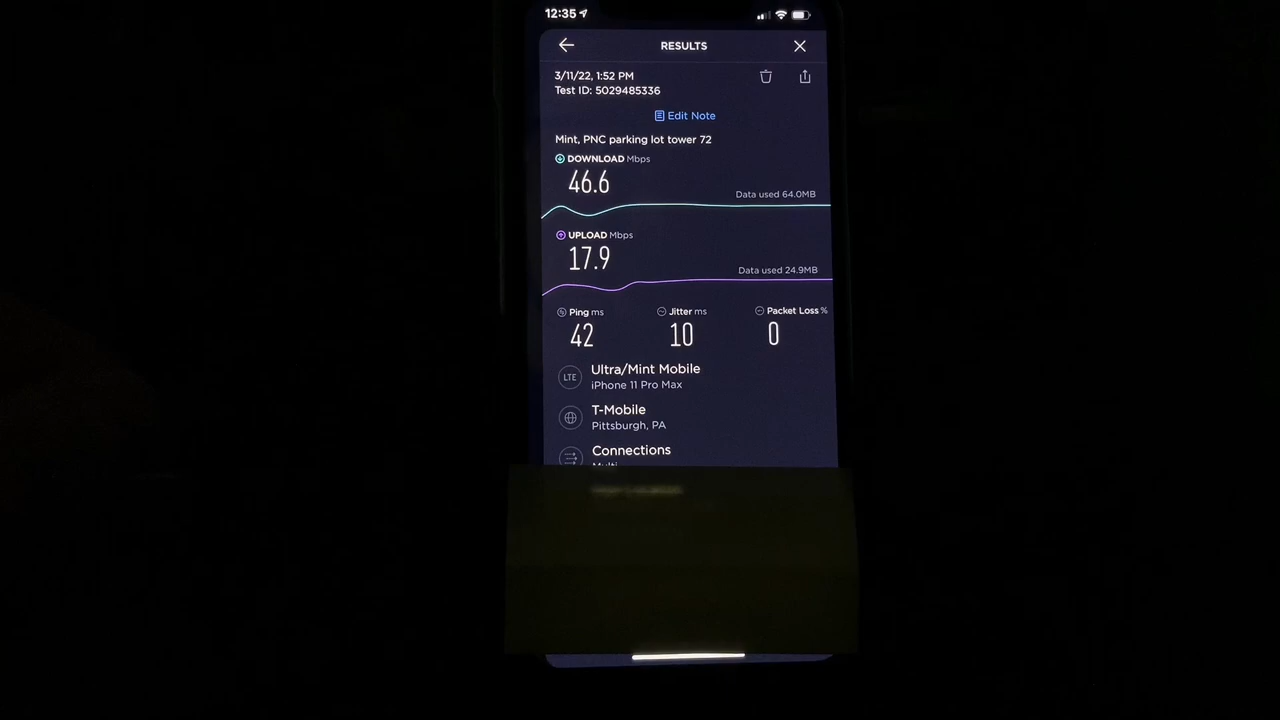 12:35
RESULTS
3/11/22, 1:52 PM
Test ID: 5029485336
Edit Note
Mint, PNC parking lot tower 72
DOWNLOAD Mbps
46.6
Data used 64.0MB
UPLOAD Mbps
17.9
Data used 24.9MB
Ping ms Jitter ms Packet Loss %
42 10 0
LTE
Ultra/Mint Mobile
iPhone 11 Pro Max
T-Mobile
Pittsburgh, PA
Connections
Multi